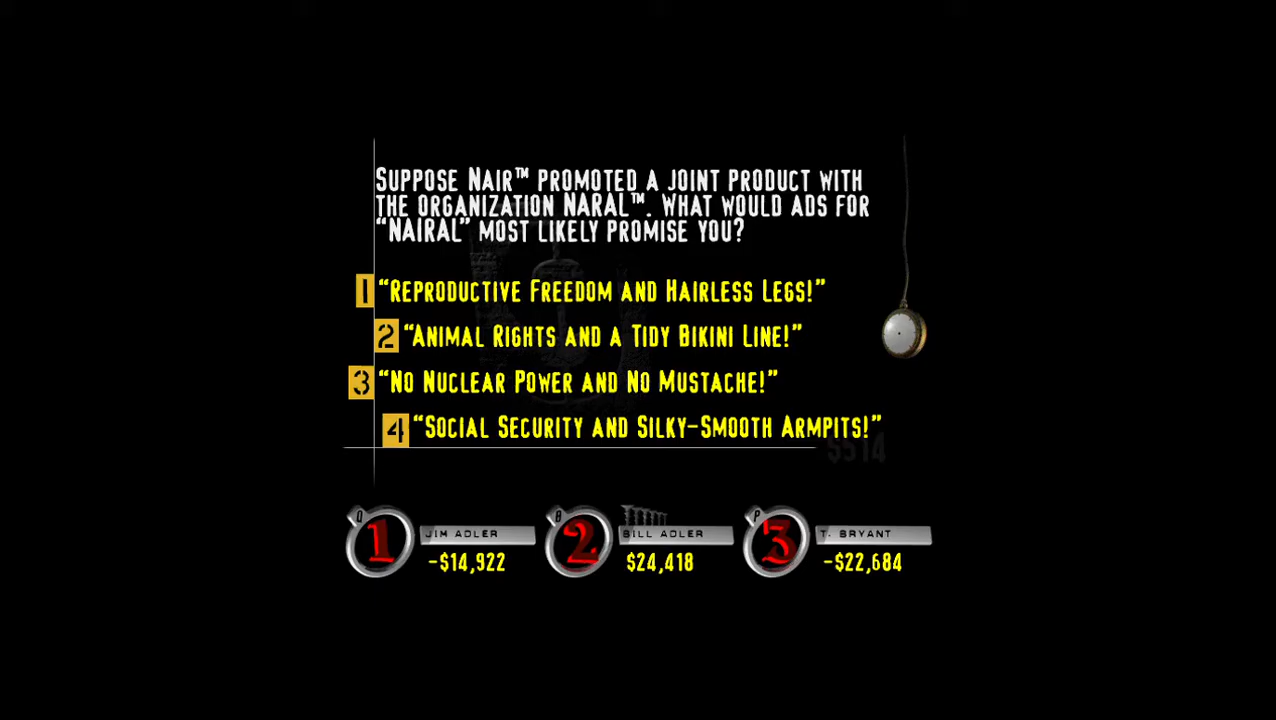 SUPPOSE NAIR™ PROMOTED A JOINT PRODUCT WITH
THE ORGANIZATION NARAL™. WHAT WOULD ADS FOR
“NAIRAL” MOST LIKELY PROMISE YOU?
1 “REPRODUCTIVE FREEDOM AND HAIRLESS LEGS!”
2 “ANIMAL RIGHTS AND A TIDY BIKINI LINE!”
3 “NO NUCLEAR POWER AND NO MUSTACHE!”
4 “SOCIAL SECURITY AND SILKY-SMOOTH ARMPITS!”
$514
Q 1 JIM ADLER B 2 BILL ADLER P 3 T. BRYANT
-$14,922 $24,418 -$22,684